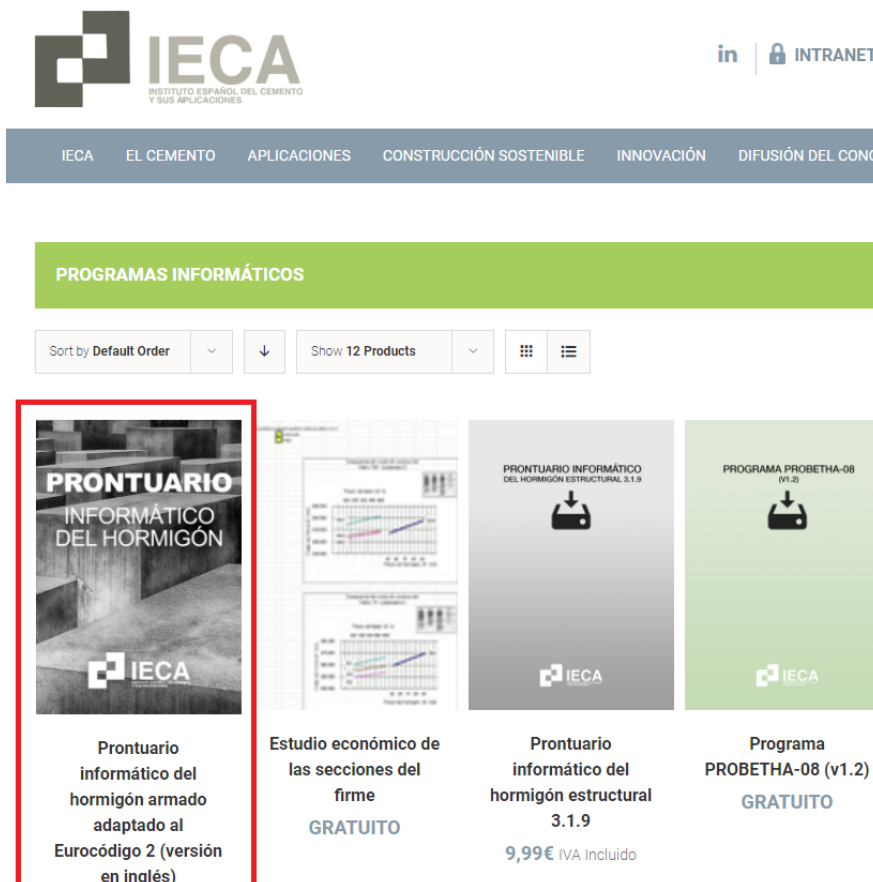 IECA
INSTITUTO ESPAÑOL DEL CEMENTO
Y SUS APLICACIONES
in
INTRANET
IECA
EL CEMENTO
APLICACIONES
CONSTRUCCIÓN SOSTENIBLE
INNOVACIÓN
DIFUSIÓN DEL CONO
PROGRAMAS INFORMÁTICOS
Sort by Default Order
Show 12 Products
PRONTUARIO
INFORMÁTICO
DEL HORMIGÓN
IECA
Prontuario
informático del
hormigón armado
adaptado al
Eurocódigo 2 (versión
en inglés)
Estudio económico de
las secciones del
firme
GRATUITO
PRONTUARIO INFORMÁTICO
DEL HORMIGÓN ESTRUCTURAL 3.1.9
IECA
Prontuario
informático del
hormigón estructural
3.1.9
9,99€ IVA Incluido
PROGRAMA PROBETHA-08
(V1.2)
IECA
Programa
PROBETHA-08 (v1.2)
GRATUITO